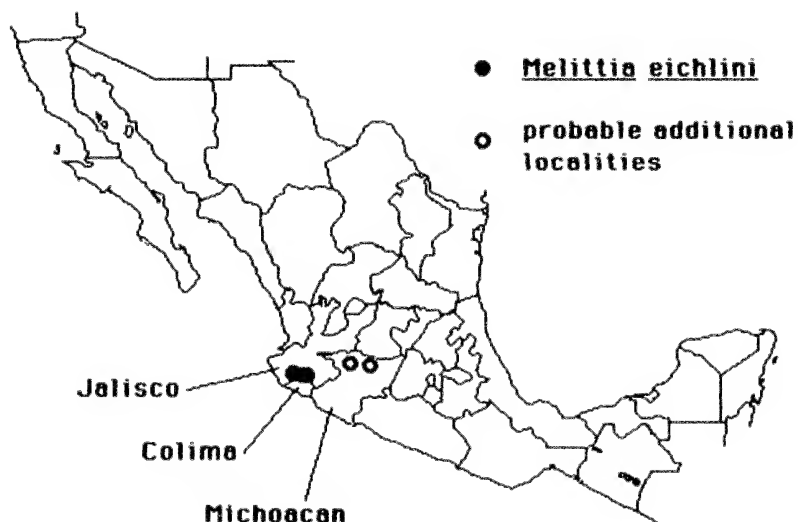 Melittia eichlini
probable additional
localities
Jalisco
Colima
Michoacan